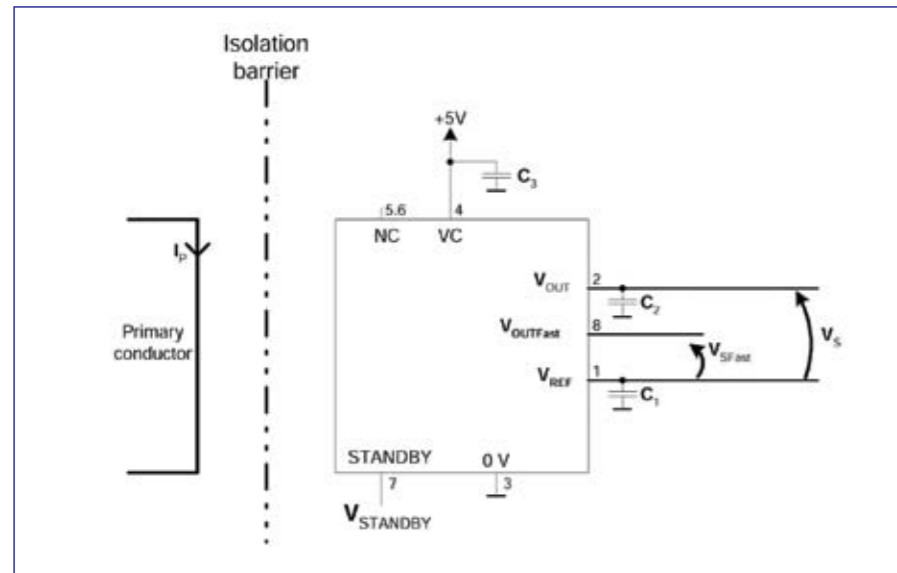 Isolation
barrier
+5V
C3
5.6 4
NC VC
IP
Primary
conductor
VOUT 2
C2
VOUTFast 8
VSFast
VS
VREF 1
C1
STANDBY 0 V
7 3
VSTANDBY